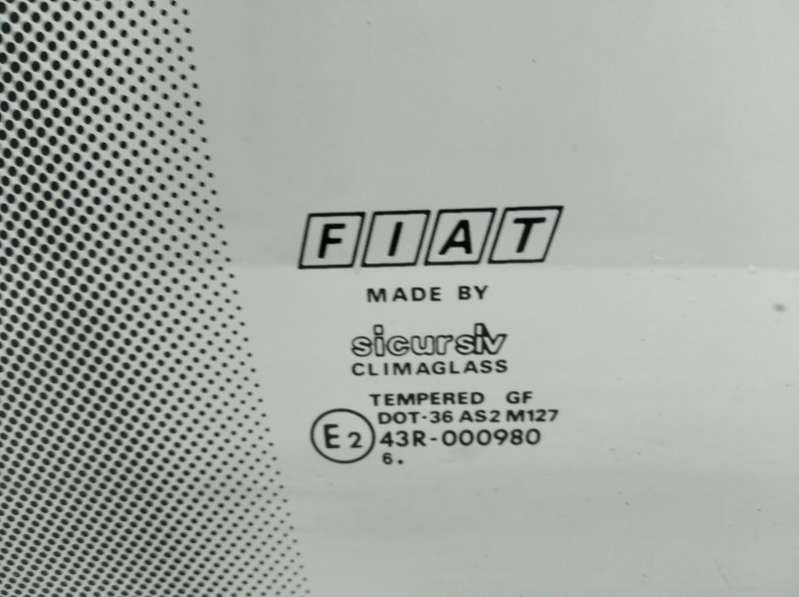 FIAT
MADE BY
sicursiv
CLIMAGLASS
TEMPERED GF
DOT-36 AS2 M127
E2 43R-000980
6.